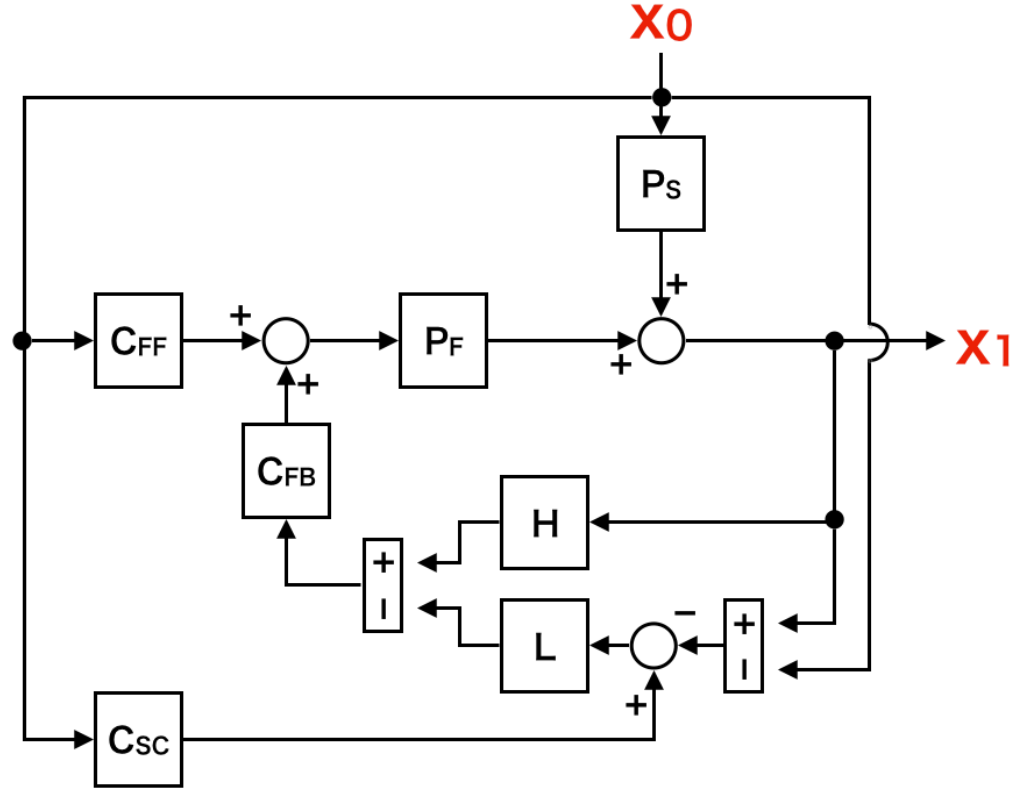 X0
PS
+
+
CFF
+
PF
+
X1
+
CFB
H
+
−
L
−
+
−
+
CSC